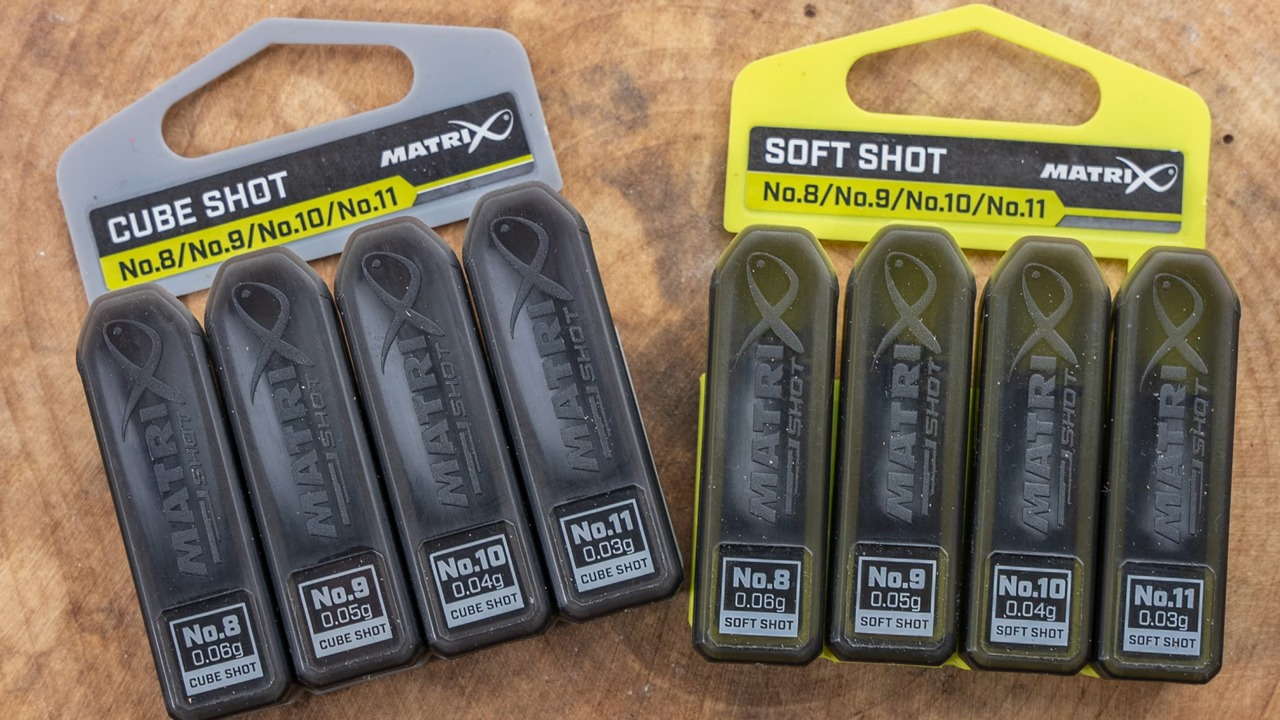 CUBE SHOT
MATRIX
No.8/No.9/No.10/No.11
MATRIX
SHOT
No.8
0.06g
CUBE SHOT
MATRIX
SHOT
No.9
0.05g
CUBE SHOT
MATRIX
SHOT
No.10
0.04g
CUBE SHOT
MATRIX
SHOT
No.11
0.03g
CUBE SHOT
SOFT SHOT
MATRIX
No.8/No.9/No.10/No.11
MATRIX
SHOT
No.8
0.06g
SOFT SHOT
MATRIX
SHOT
No.9
0.05g
SOFT SHOT
MATRIX
SHOT
No.10
0.04g
SOFT SHOT
MATRIX
SHOT
No.11
0.03g
SOFT SHOT